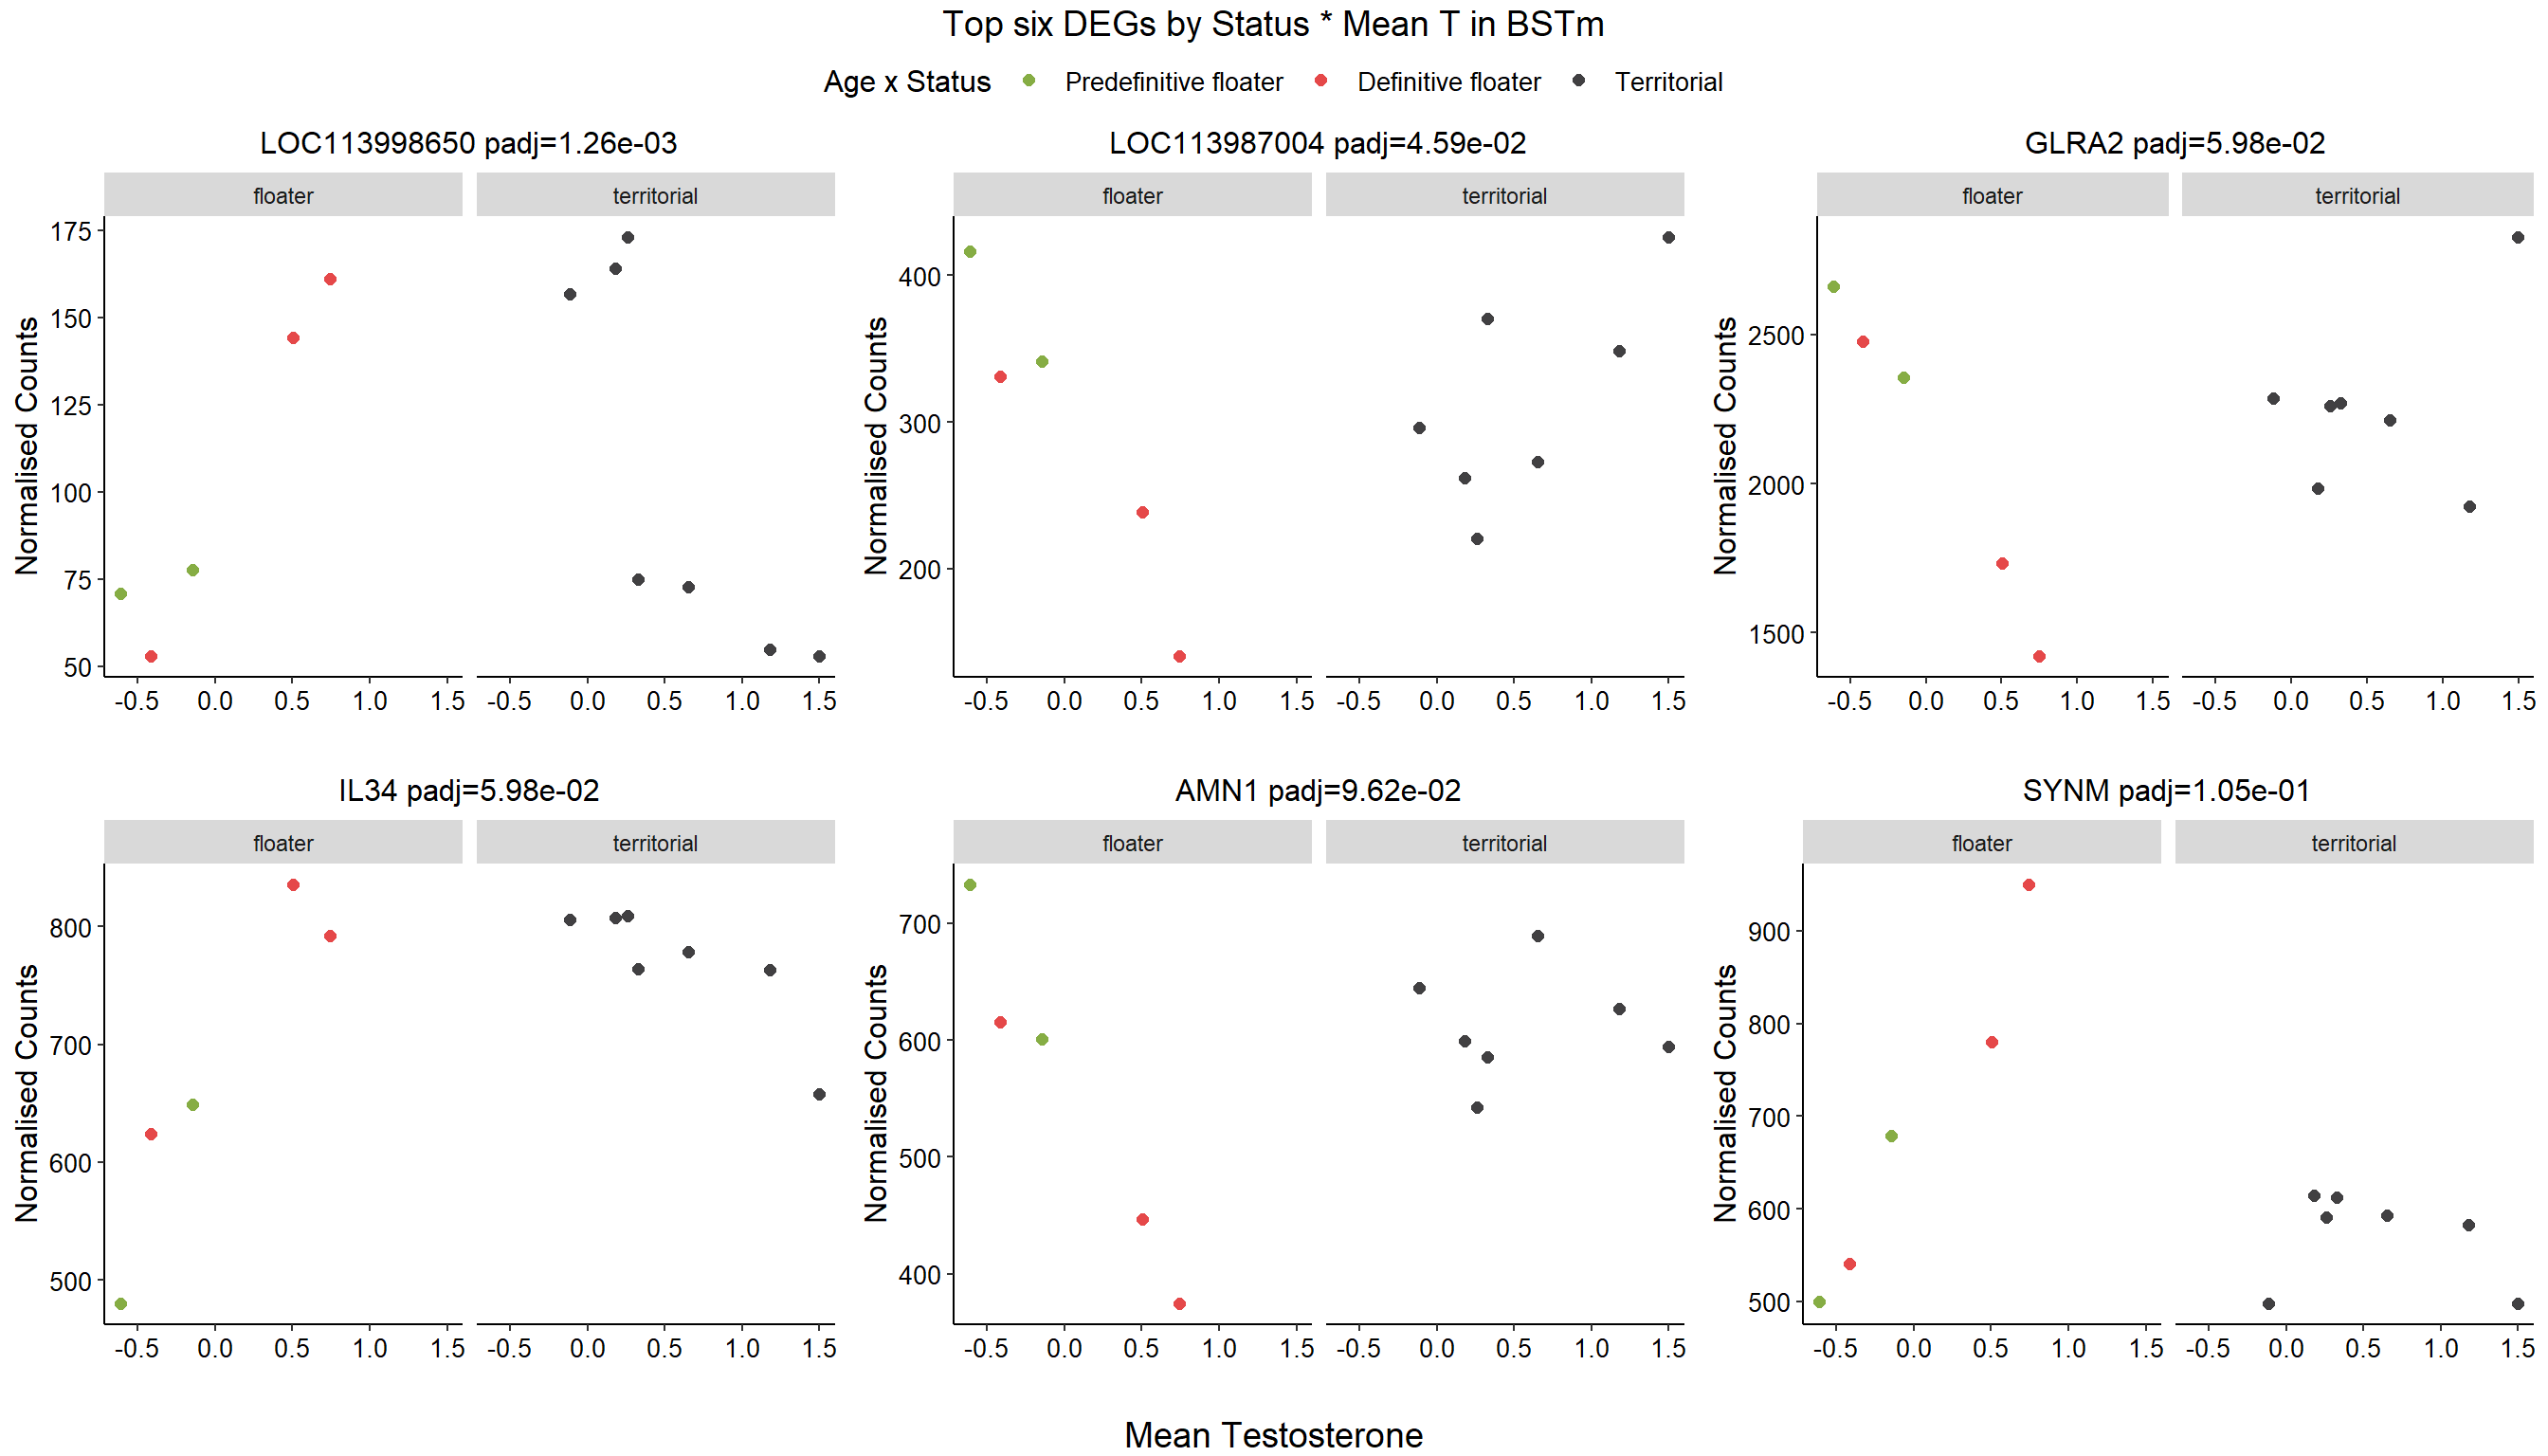 Top six DEGs by Status * Mean T in BSTm
Age x Status Predefinitive floater Definitive floater Territorial
LOC113998650 padj=1.26e-03
floater territorial
Normalised Counts
175
150
125
100
75
50
-0.5 0.0 0.5 1.0 1.5 -0.5 0.0 0.5 1.0 1.5
LOC113987004 padj=4.59e-02
floater territorial
Normalised Counts
400
300
200
-0.5 0.0 0.5 1.0 1.5 -0.5 0.0 0.5 1.0 1.5
GLRA2 padj=5.98e-02
floater territorial
Normalised Counts
2500
2000
1500
-0.5 0.0 0.5 1.0 1.5 -0.5 0.0 0.5 1.0 1.5
IL34 padj=5.98e-02
floater territorial
Normalised Counts
800
700
600
500
-0.5 0.0 0.5 1.0 1.5 -0.5 0.0 0.5 1.0 1.5
AMN1 padj=9.62e-02
floater territorial
Normalised Counts
700
600
500
400
-0.5 0.0 0.5 1.0 1.5 -0.5 0.0 0.5 1.0 1.5
SYNM padj=1.05e-01
floater territorial
Normalised Counts
900
800
700
600
500
-0.5 0.0 0.5 1.0 1.5 -0.5 0.0 0.5 1.0 1.5
Mean Testosterone